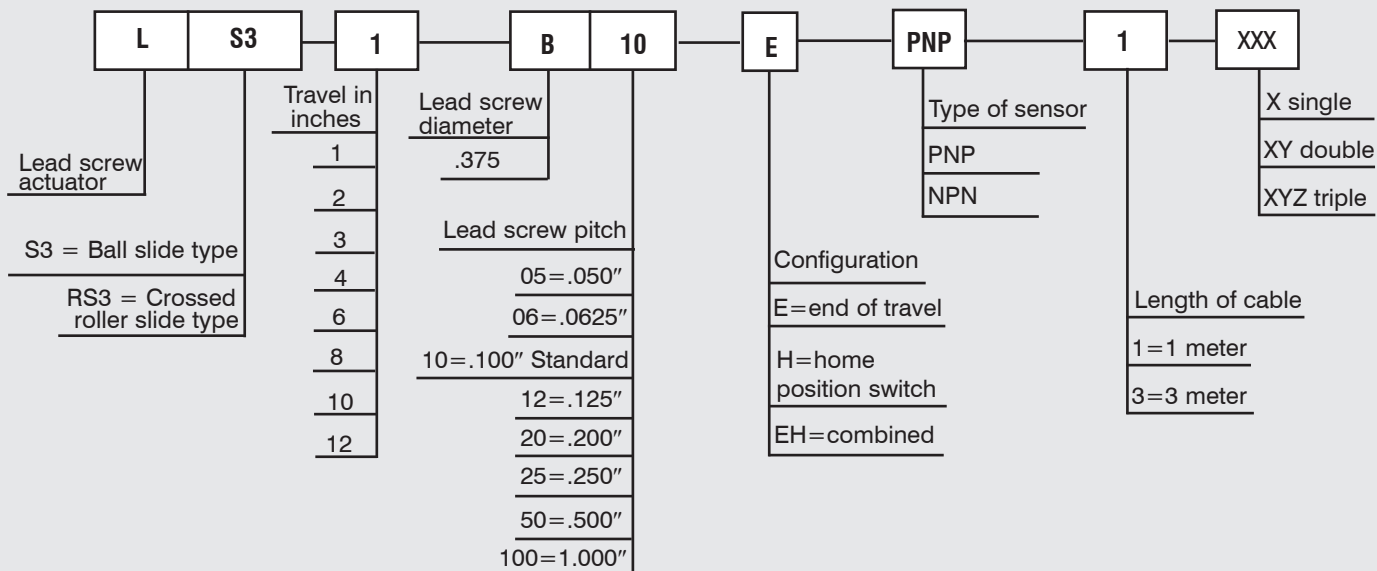 L S3 1 B 10 E PNP 1 XXX
Lead screw
actuator
S3 = Ball slide type
RS3 = Crossed
roller slide type
Travel in
inches
1
2
3
4
6
8
10
12
Lead screw
diameter
.375
Lead screw pitch
05=.050″
06=.0625″
10=.100″ Standard
12=.125″
20=.200″
25=.250″
50=.500″
100=1.000″
Configuration
E=end of travel
H=home
position switch
EH=combined
Type of sensor
PNP
NPN
Length of cable
1=1 meter
3=3 meter
X single
XY double
XYZ triple